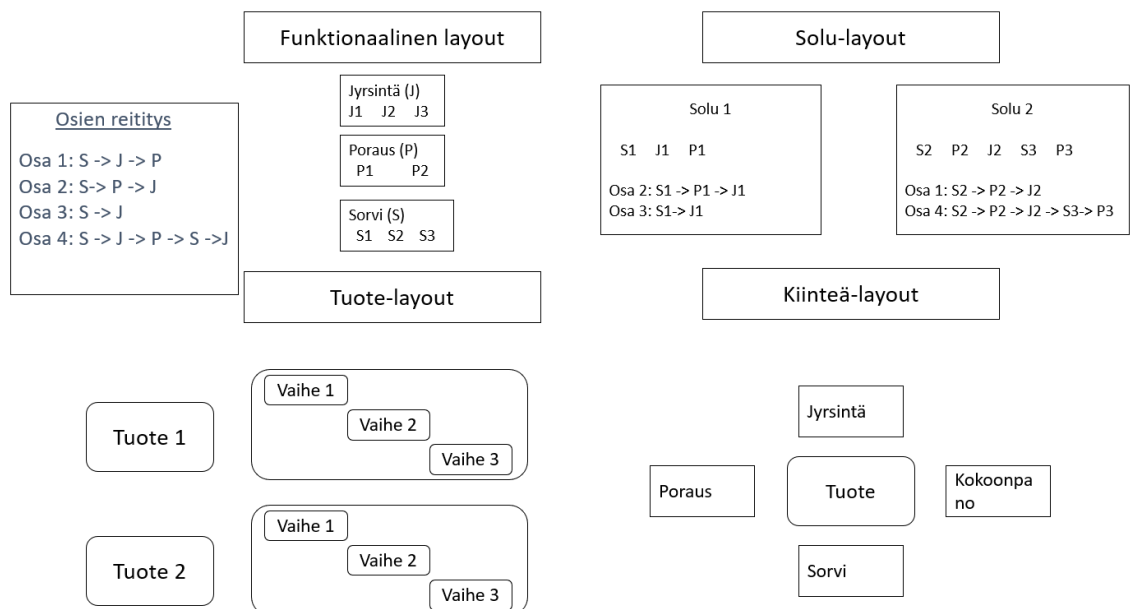 Funktionaalinen layout
Jyrsintä (J)
J1 J2 J3
Poraus (P)
P1 P2
Sorvi (S)
S1 S2 S3
Osien reititys
Osa 1: S -> J -> P
Osa 2: S-> P -> J
Osa 3: S -> J
Osa 4: S -> J -> P -> S ->J
Solu-layout
Solu 1
S1 J1 P1
Osa 2: S1 -> P1 -> J1
Osa 3: S1-> J1
Solu 2
S2 P2 J2 S3 P3
Osa 1: S2 -> P2 -> J2
Osa 4: S2 -> P2 -> J2 -> S3-> P3
Tuote-layout
Tuote 1
Vaihe 1
Vaihe 2
Vaihe 3
Tuote 2
Vaihe 1
Vaihe 2
Vaihe 3
Kiinteä-layout
Jyrsintä
Poraus
Tuote
Kokoonpa
no
Sorvi